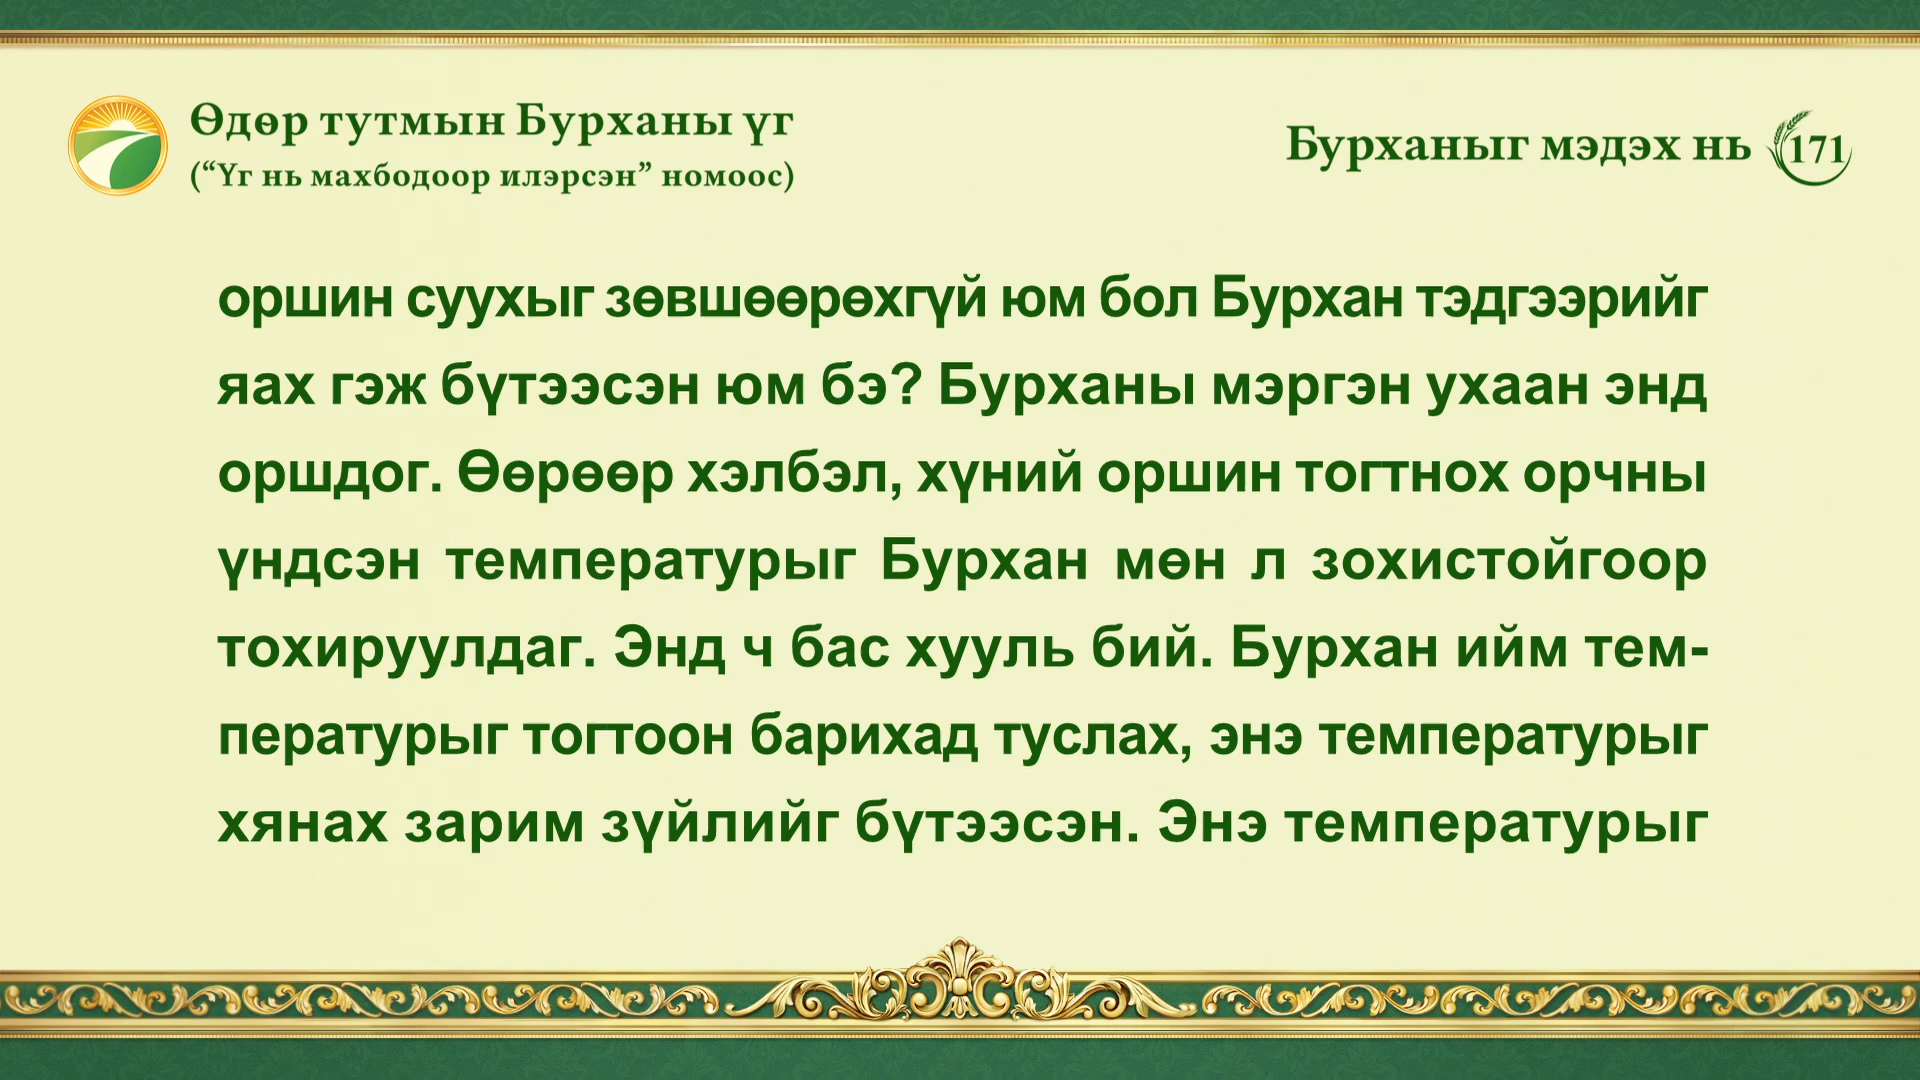 Өдөр тутмын Бурханы үг
(“Үг нь махбодоор илэрсэн” номоос)
Бурханыг мэдэх нь 171
оршин суухыг зөвшөөрөхгүй юм бол Бурхан тэдгээрийг
яах гэж бүтээсэн юм бэ? Бурханы мэргэн ухаан энд
оршдог. Өөрөөр хэлбэл, хүний оршин тогтнох орчны
үндсэн температурыг Бурхан мөн л зохистойгоор
тохируулдаг. Энд ч бас хууль бий. Бурхан ийм тем-
пературыг тогтоон барихад туслах, энэ температурыг
хянах зарим зүйлийг бүтээсэн. Энэ температурыг